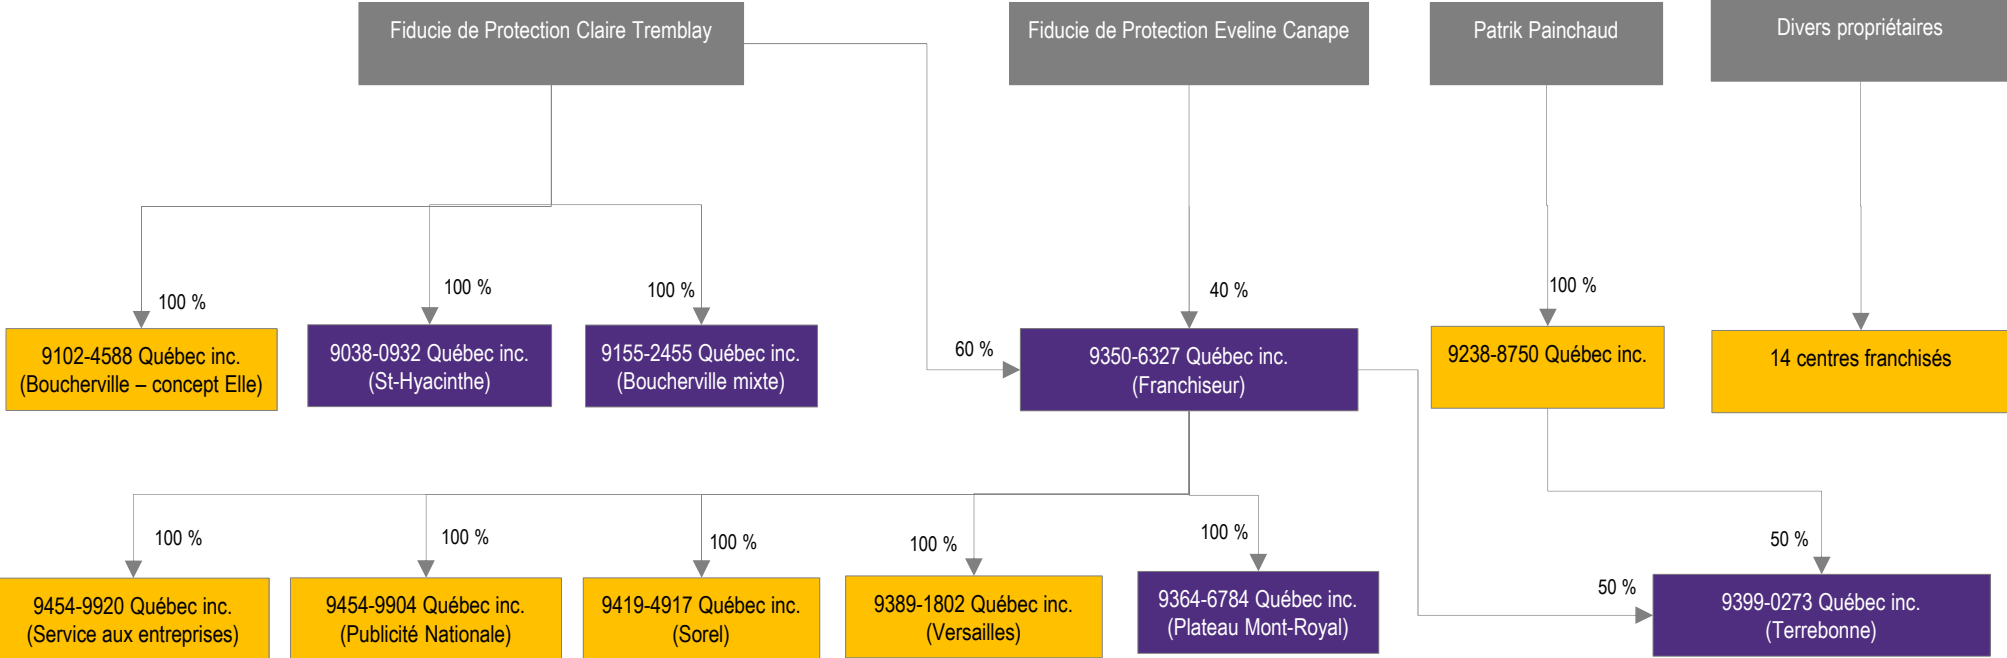 Fiducie de Protection Claire Tremblay
Fiducie de Protection Eveline Canape
Patrik Painchaud
Divers propriétaires
100 %
100 %
100 %
40 %
100 %
60 %
9102-4588 Québec inc.
(Boucherville – concept Elle)
9038-0932 Québec inc.
(St-Hyacinthe)
9155-2455 Québec inc.
(Boucherville mixte)
9350-6327 Québec inc.
(Franchiseur)
9238-8750 Québec inc.
14 centres franchisés
100 %
100 %
100 %
100 %
100 %
50 %
50 %
9454-9920 Québec inc.
(Service aux entreprises)
9454-9904 Québec inc.
(Publicité Nationale)
9419-4917 Québec inc.
(Sorel)
9389-1802 Québec inc.
(Versailles)
9364-6784 Québec inc.
(Plateau Mont-Royal)
9399-0273 Québec inc.
(Terrebonne)